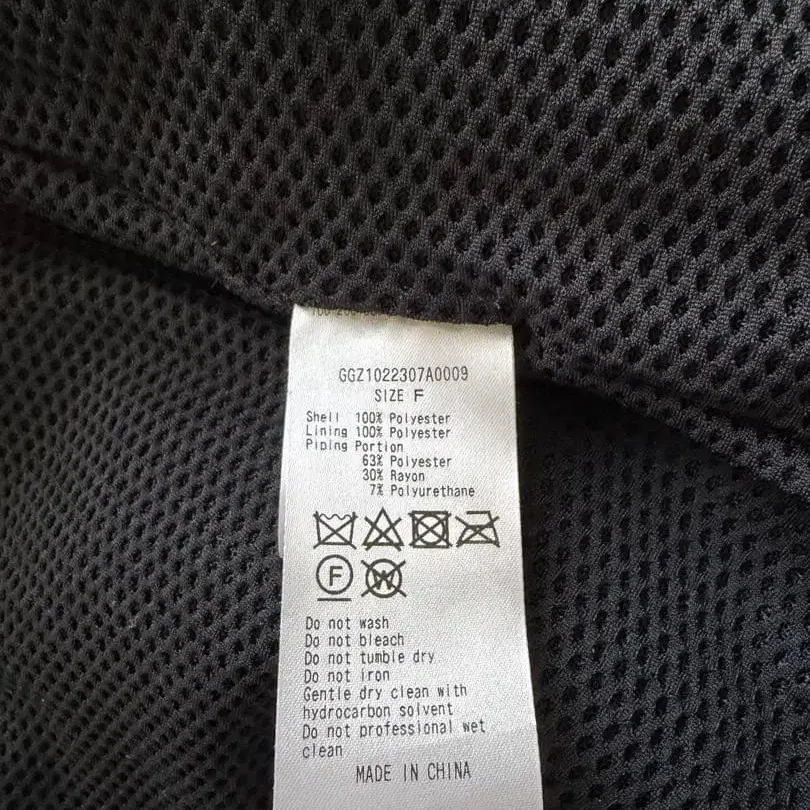 GGZ1022307A0009
SIZE F
Shell 100% Polyester
Lining 100% Polyester
Piping Portion
63% Polyester
30% Rayon
7% Polyurethane
F W
Do not wash
Do not bleach
Do not tumble dry
Do not iron
Gentle dry clean with
hydrocarbon solvent
Do not professional wet
clean
MADE IN CHINA